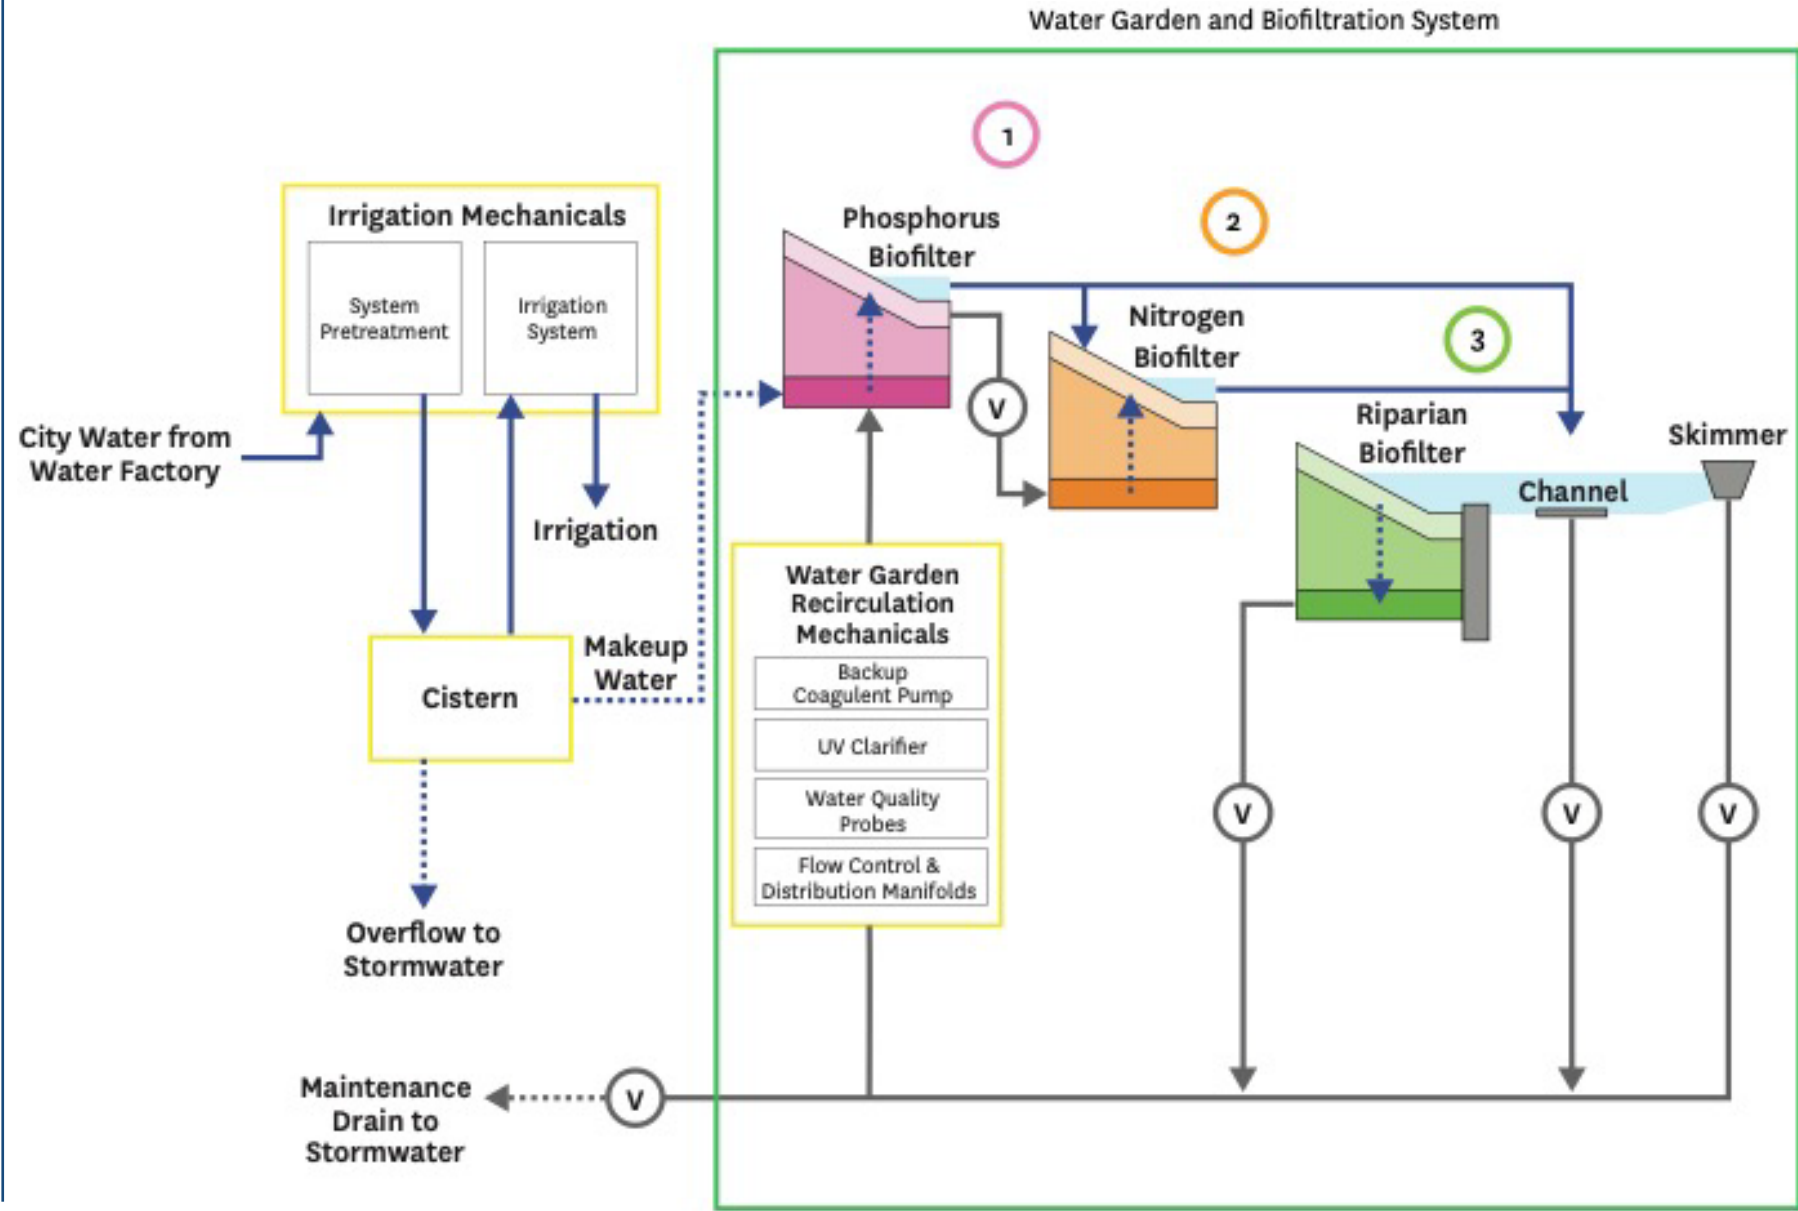 Water Garden and Biofiltration System
1
2
3
Irrigation Mechanicals
System
Pretreatment
Irrigation
System
City Water from
Water Factory
Irrigation
Cistern
Makeup
Water
Overflow to
Stormwater
Maintenance
Drain to
Stormwater
V
Phosphorus
Biofilter
V
Nitrogen
Biofilter
Riparian
Biofilter
Channel
Skimmer
Water Garden
Recirculation
Mechanicals
Backup
Coagulent Pump
UV Clarifier
Water Quality
Probes
Flow Control &
Distribution Manifolds
V
V
V